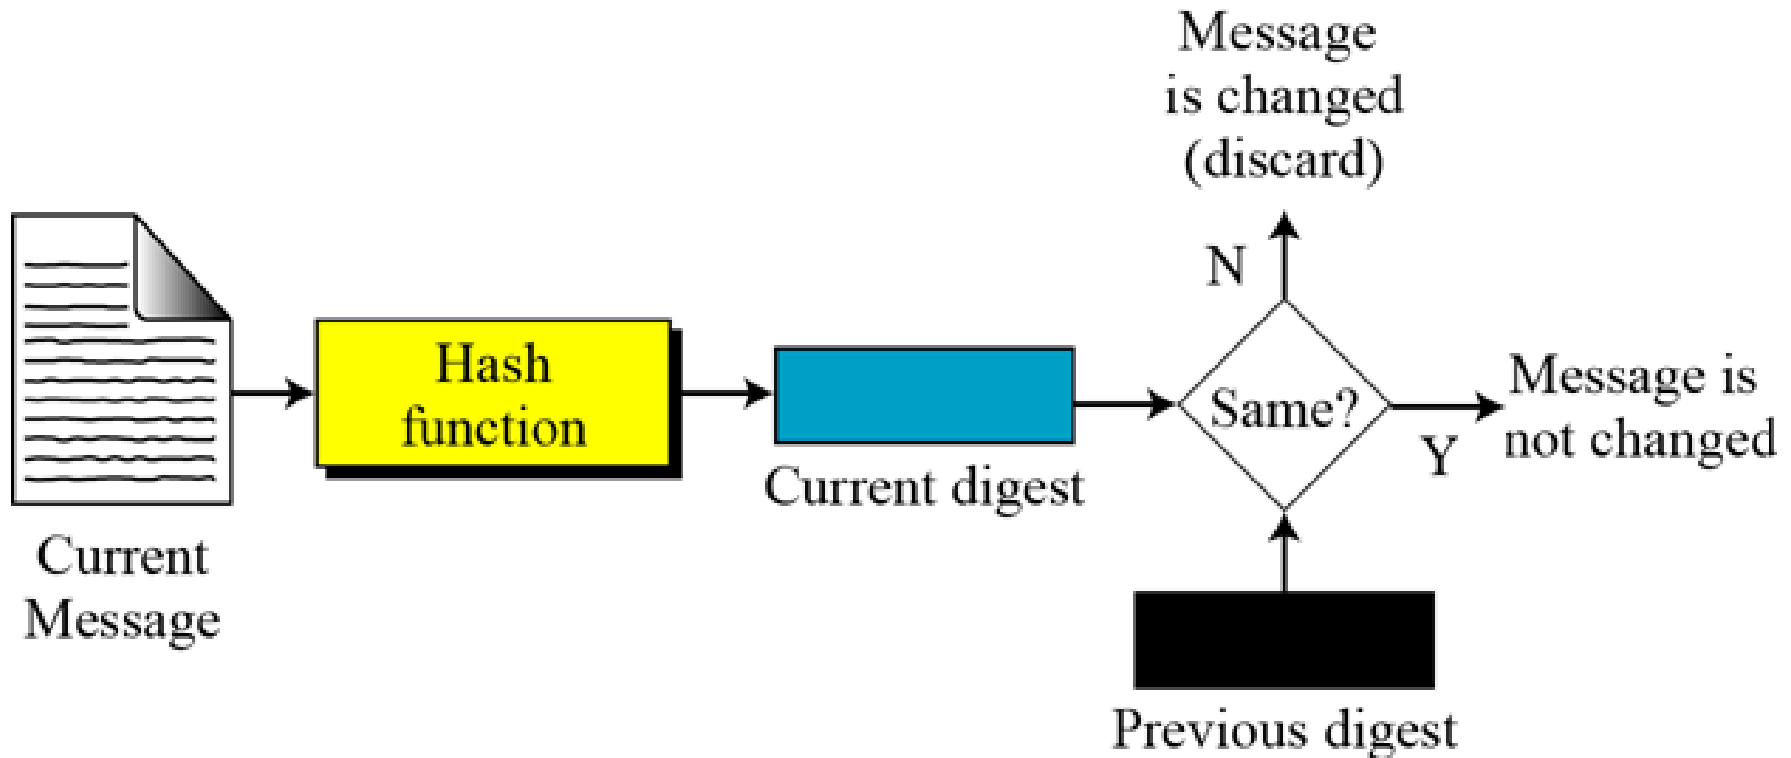 Message
is changed
(discard)
N
Hash
function
Same?
Message is
not changed
Y
Current digest
Current
Message
Previous digest